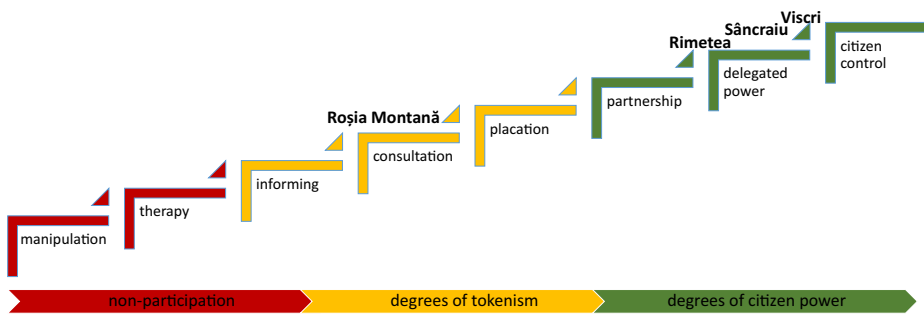 Viscri
Sâncraiu
Rimetea
citizen
control
delegated
power
partnership
Roșia Montană
placation
consultation
informing
therapy
manipulation
non-participation
degrees of tokenism
degrees of citizen power